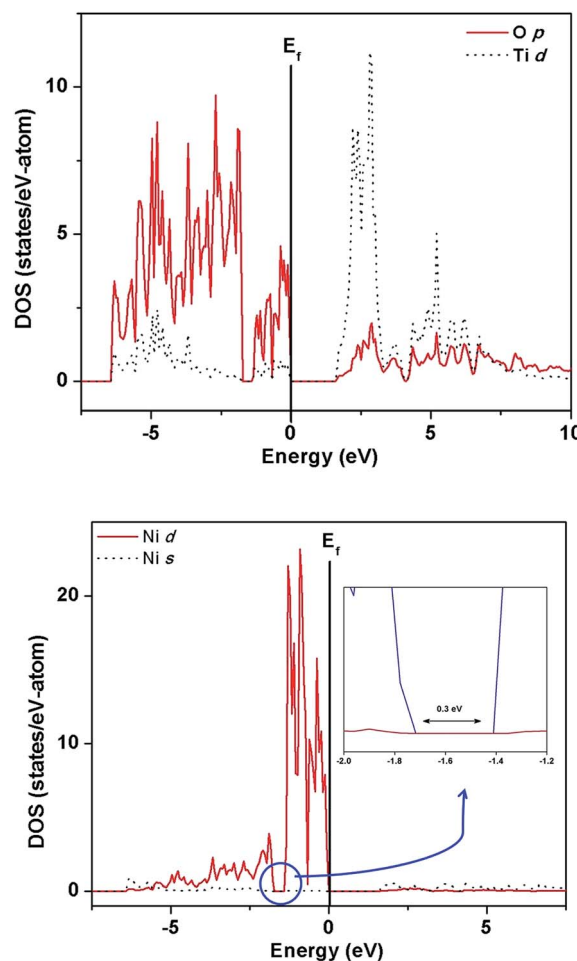 O p
Ti d
E_f
10
5
0
DOS (states/eV-atom)
-5 0 5 10
Energy (eV)
Ni d
Ni s
E_f
20
10
0
DOS (states/eV-atom)
0.3 eV
-2.0 -1.8 -1.6 -1.4 -1.2
-5 0 5
Energy (eV)